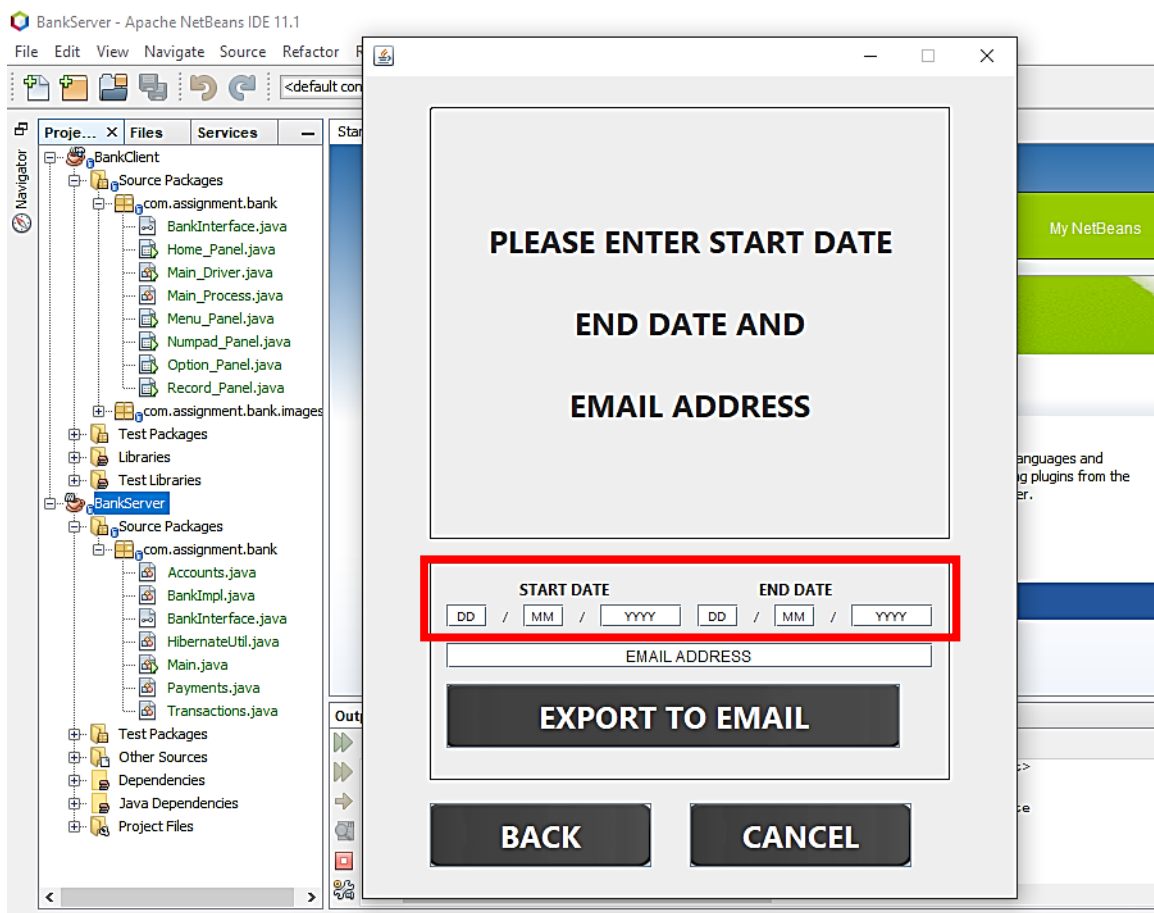 BankServer - Apache NetBeans IDE 11.1
File Edit View Navigate Source Refactor
<default con
Navigator
Proje... X Files Services
Star
BankClient
Source Packages
com.assignment.bank
BankInterface.java
Home_Panel.java
Main_Driver.java
Main_Process.java
Menu_Panel.java
Numpad_Panel.java
Option_Panel.java
Record_Panel.java
com.assignment.bank.images
Test Packages
Libraries
Test Libraries
BankServer
Source Packages
com.assignment.bank
Accounts.java
BankImpl.java
BankInterface.java
HibernateUtil.java
Main.java
Payments.java
Transactions.java
Test Packages
Other Sources
Dependencies
Java Dependencies
Project Files
Outp
PLEASE ENTER START DATE
END DATE AND
EMAIL ADDRESS
START DATE END DATE
DD / MM / YYYY DD / MM / YYYY
EMAIL ADDRESS
EXPORT TO EMAIL
BACK CANCEL
My NetBeans
anguages and
g plugins from the
er.